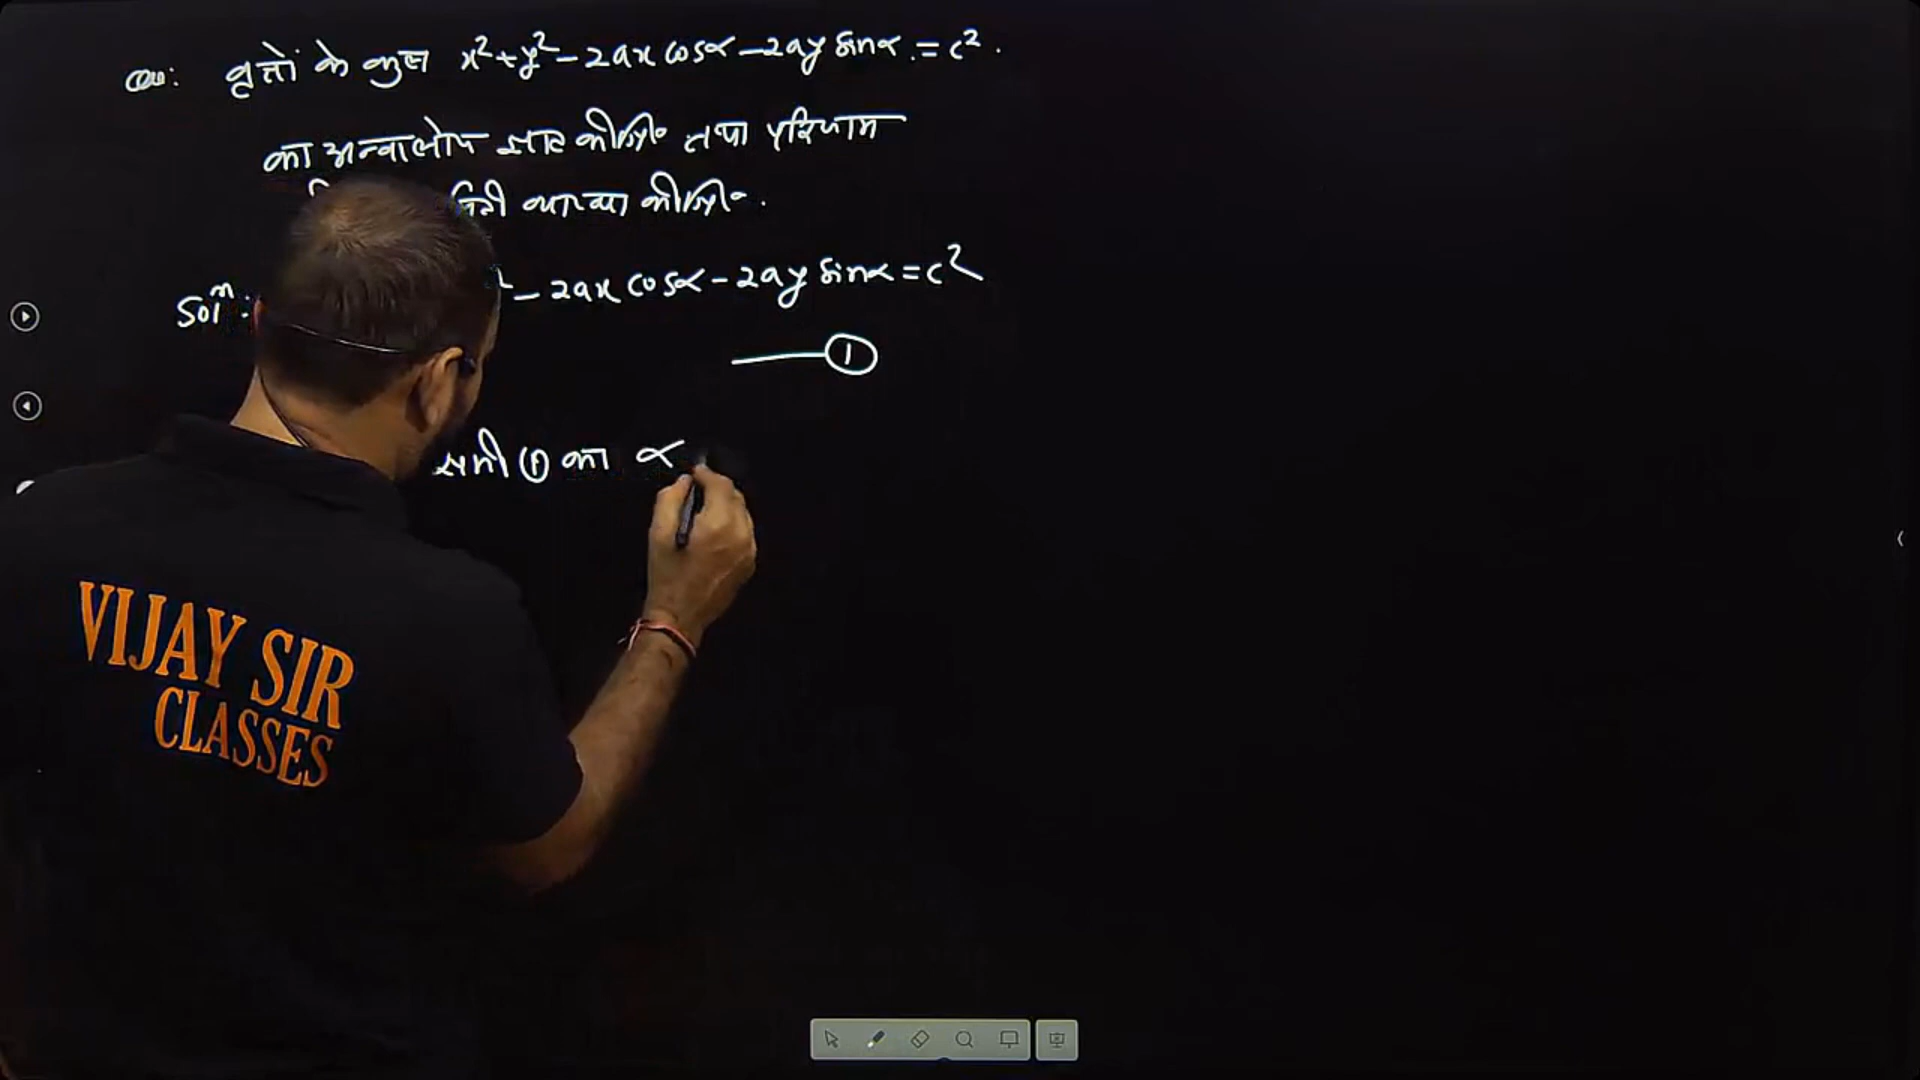 Qu: वृत्तों के कुल x²+y²-2ax cosα-2ay sinα.=c².
का अन्वालोप ज्ञात कीजिए तथा परिणाम
व्याख्या कीजिए.
Solⁿ: - 2ax cosα - 2ay sinα = c²
①
समी ① का α
VIJAY SIR
CLASSES